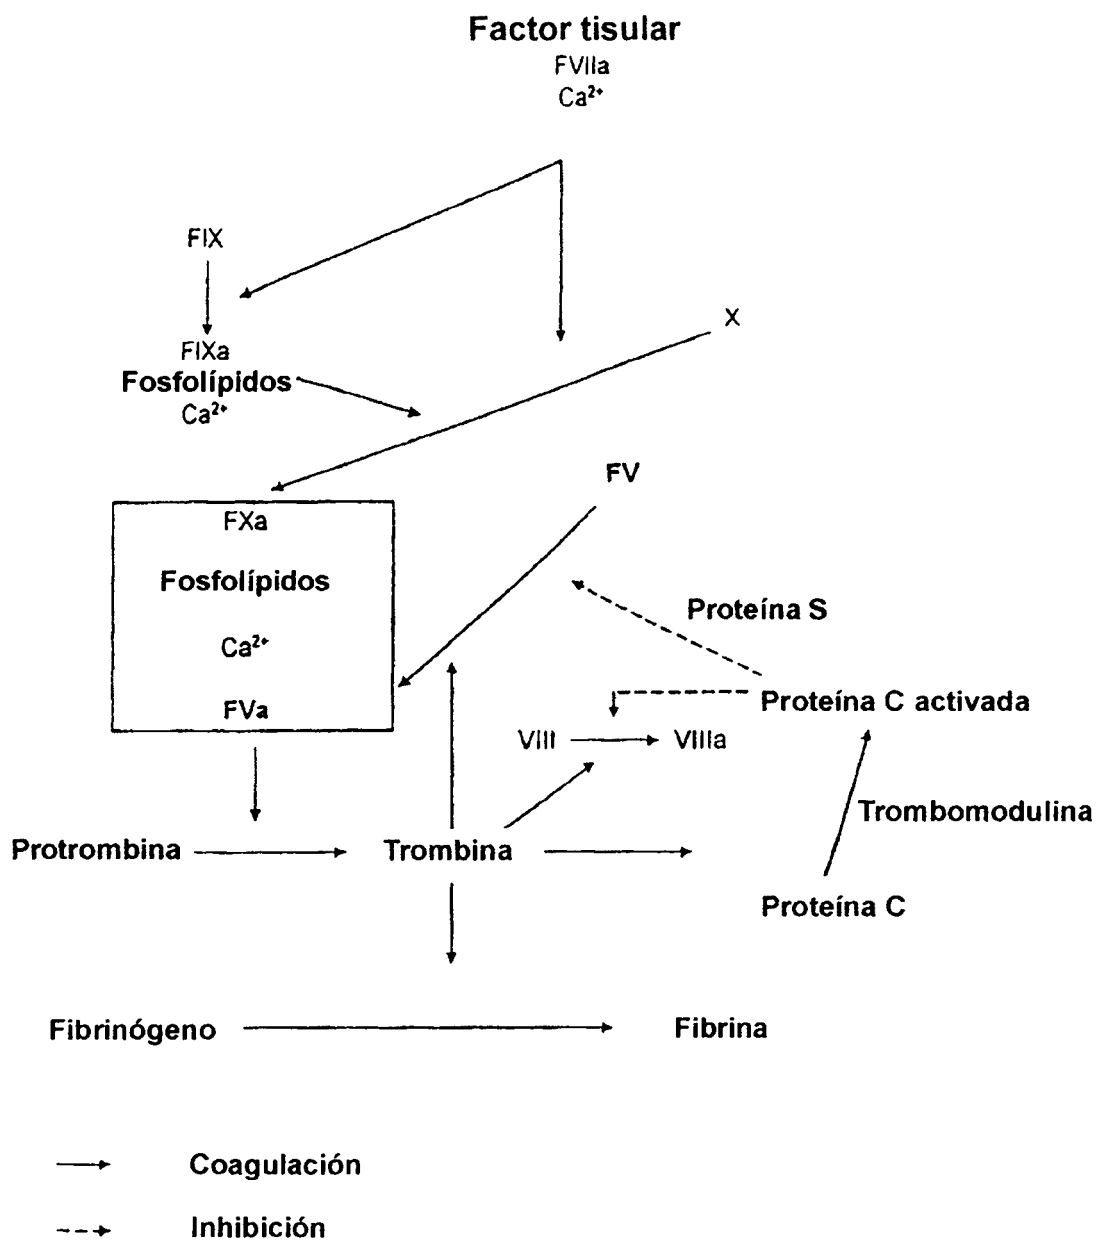 Factor tisular
FVIIa
Ca²⁺
FIX
X
FIXa
Fosfolípidos
Ca²⁺
FV
FXa
Fosfolípidos
Ca²⁺
FVa
Proteína S
Proteína C activada
VIII
VIIIa
Trombomodulina
Protrombina
Trombina
Proteína C
Fibrinógeno
Fibrina
Coagulación
Inhibición